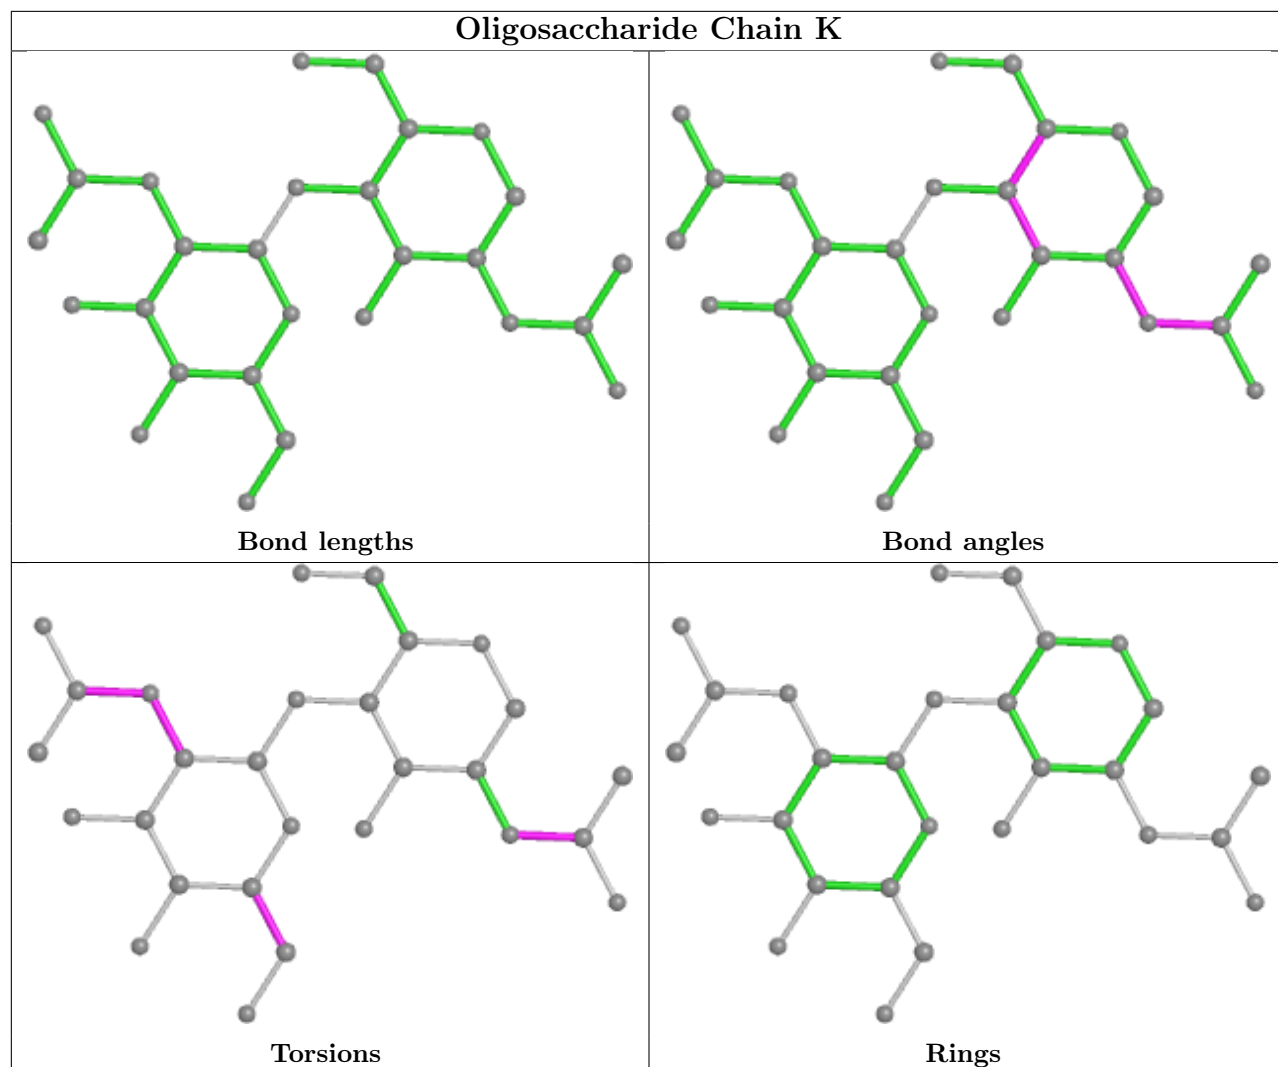 Oligosaccharide Chain K
Bond lengths
Bond angles
Torsions
Rings